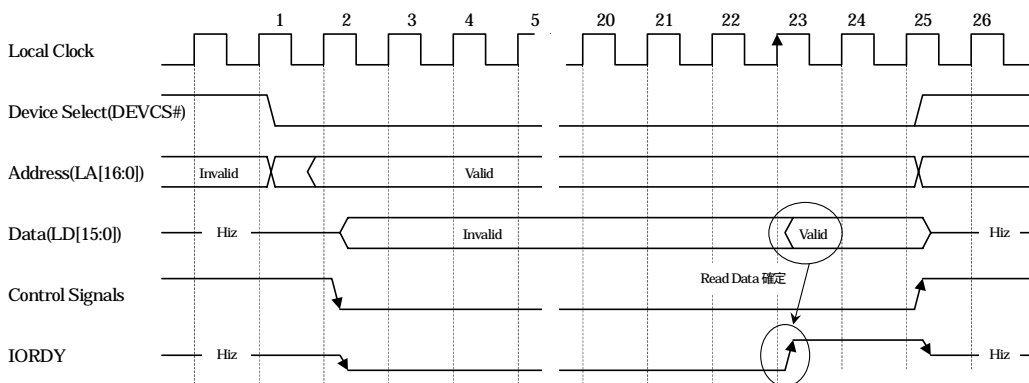 1 2 3 4 5 20 21 22 23 24 25 26
Local Clock
Device Select(DEVCS#)
Address(LA[16:0]) Invalid Valid
Data(LD[15:0]) Hiz Invalid Valid Hiz
Read Data 確定
Control Signals
IORDY Hiz Hiz